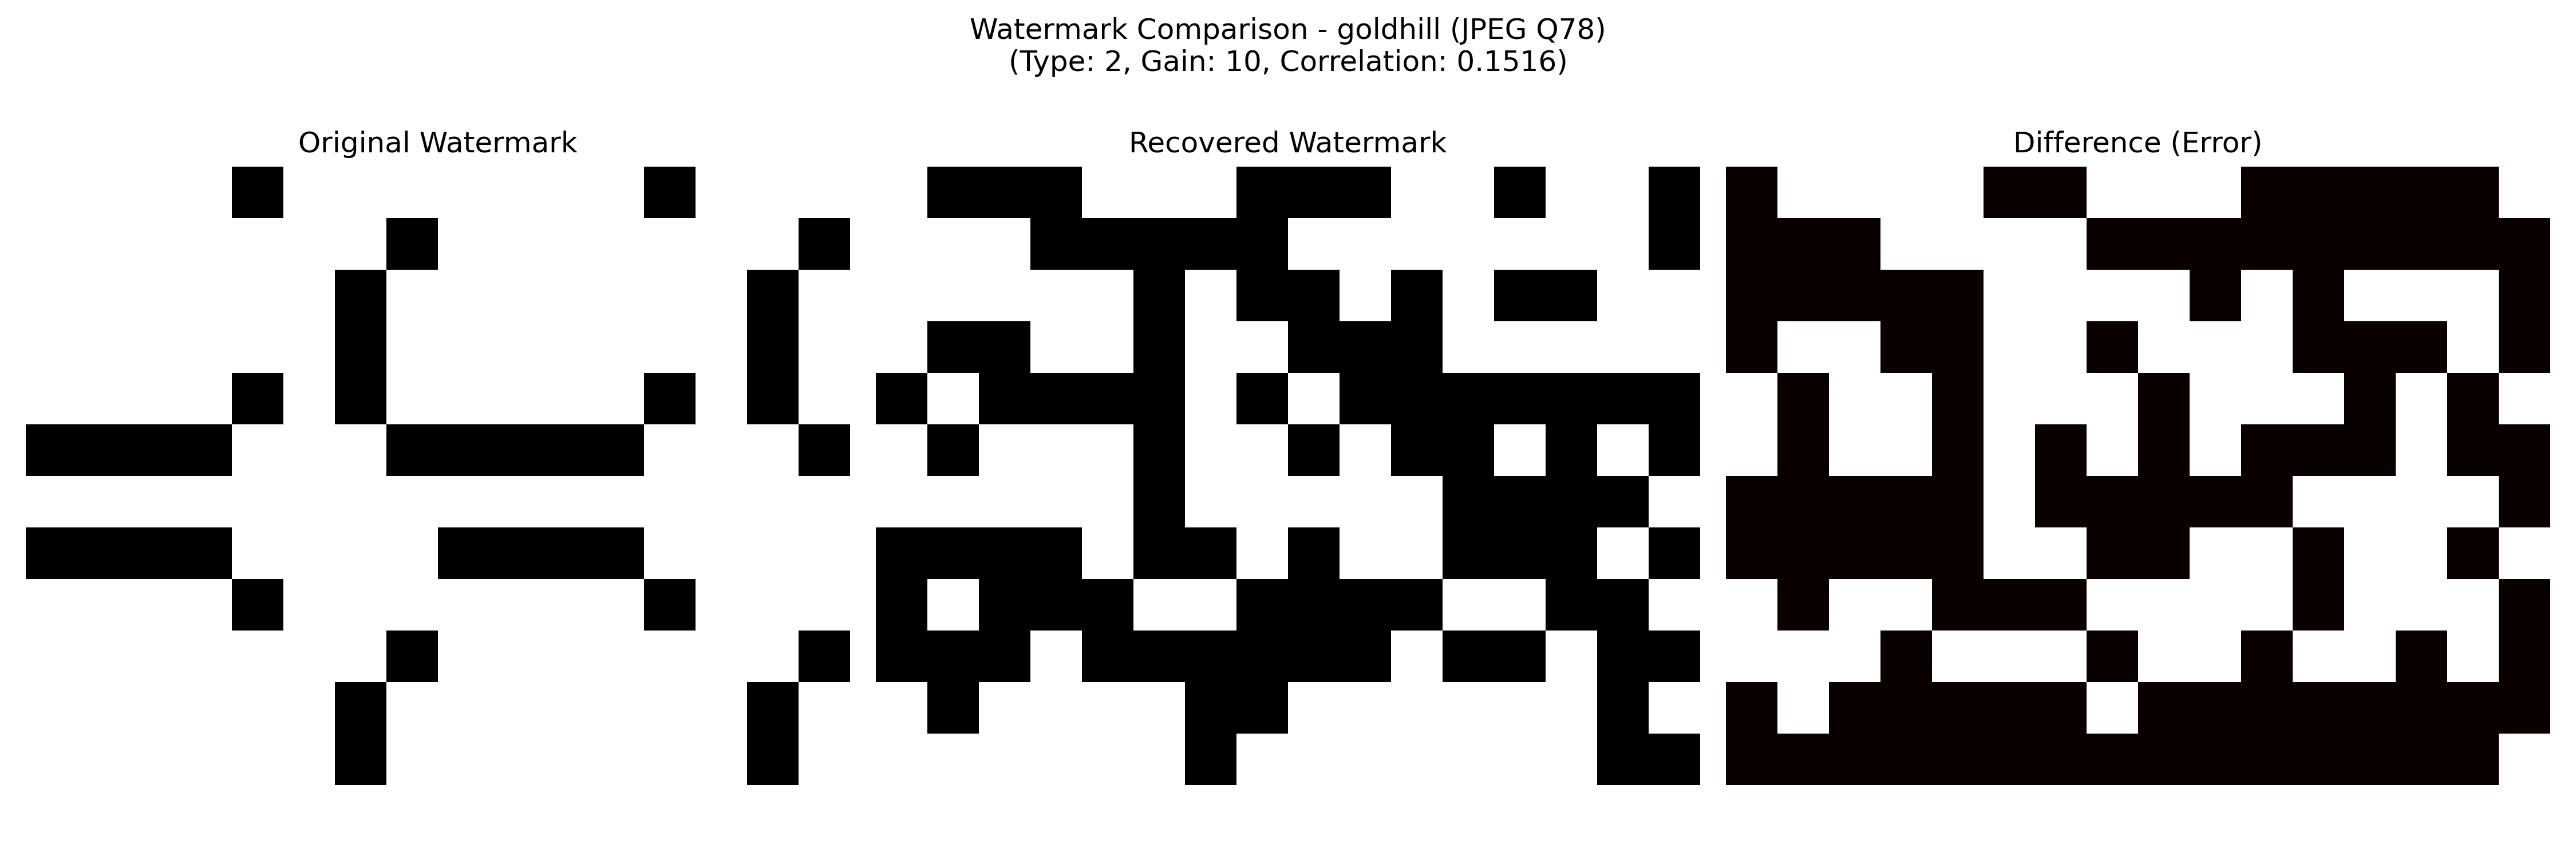 Watermark Comparison - goldhill (JPEG Q78)
(Type: 2, Gain: 10, Correlation: 0.1516)
Original Watermark
Recovered Watermark
Difference (Error)